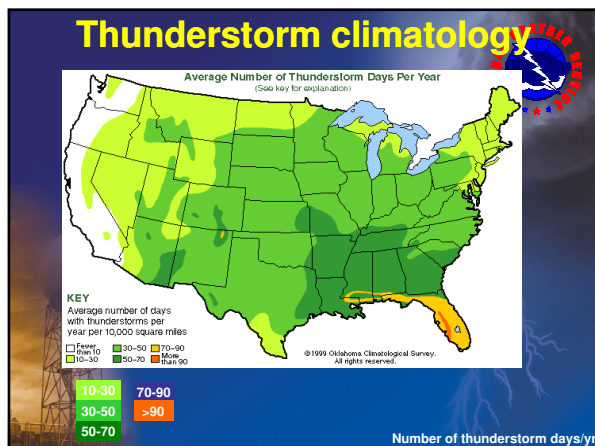 Thunderstorm climatology
WEATHER BEEFINE
Average Number of Thunderstorm Days Per Year
(See key for explanation)
KEY
Average number of days
with thunderstorms per
year per 10,000 square miles
Fewer than 10
30–50
70–90
10–30
50–70
More than 90
©1999 Oklahoma Climatological Survey.
All rights reserved.
10-30
70-90
30-50
>90
50-70
Number of thunderstorm days/yr